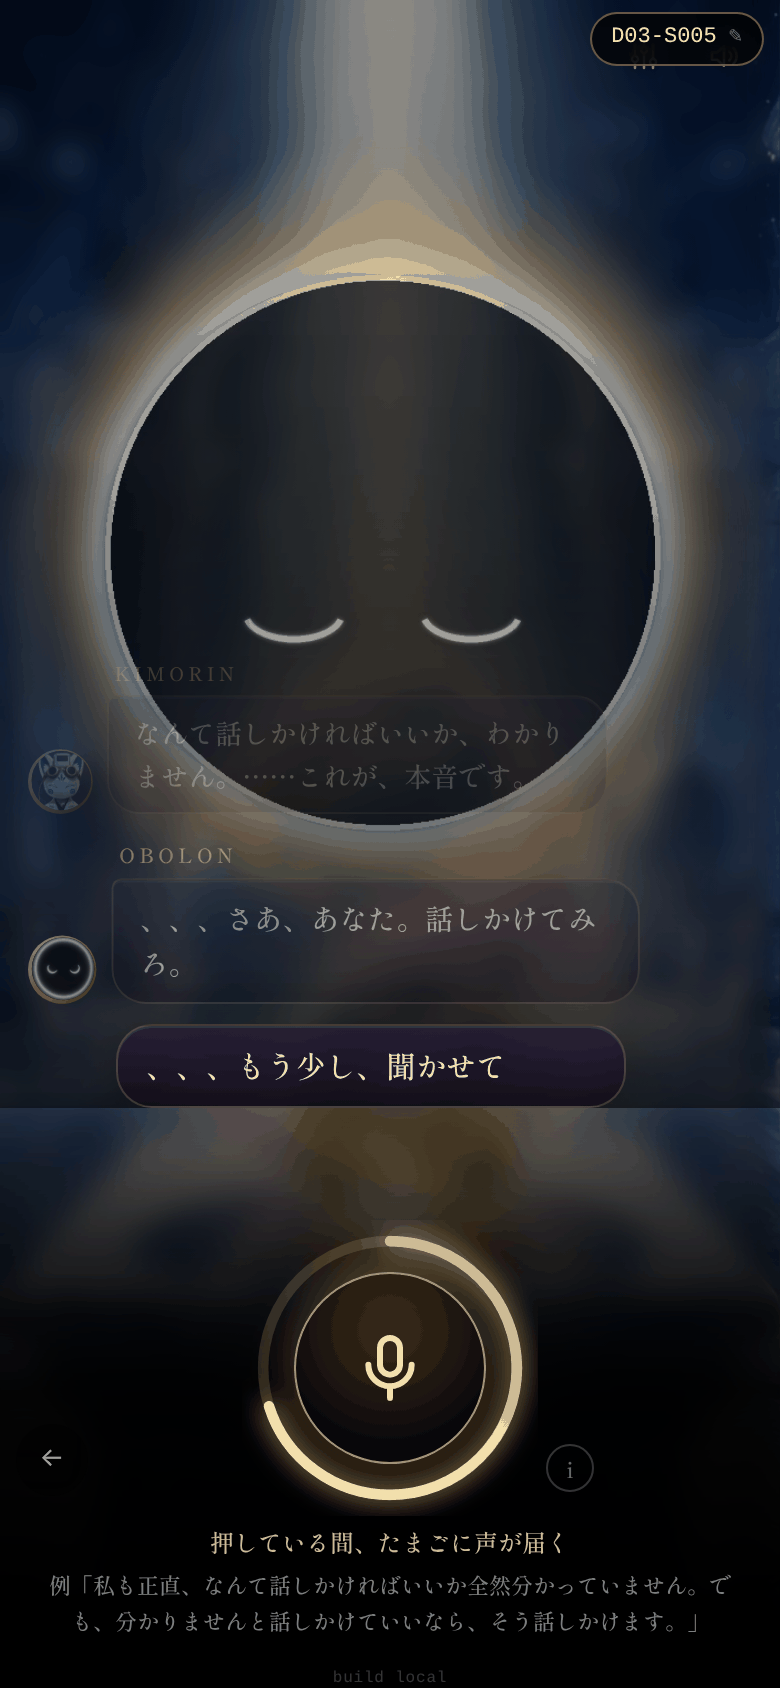 D03-S005 ✎
KIMORIN
なんて話しかければいいか、わかり
ません。……これが、本音です。
OBOLON
、、、さあ、あなた。話しかけてみ
ろ。
、、、もう少し、聞かせて
i
押している間、たまごに声が届く
例「私も正直、なんて話しかければいいか全然分かっていません。で
も、分かりませんと話しかけていいなら、そう話しかけます。」
build local